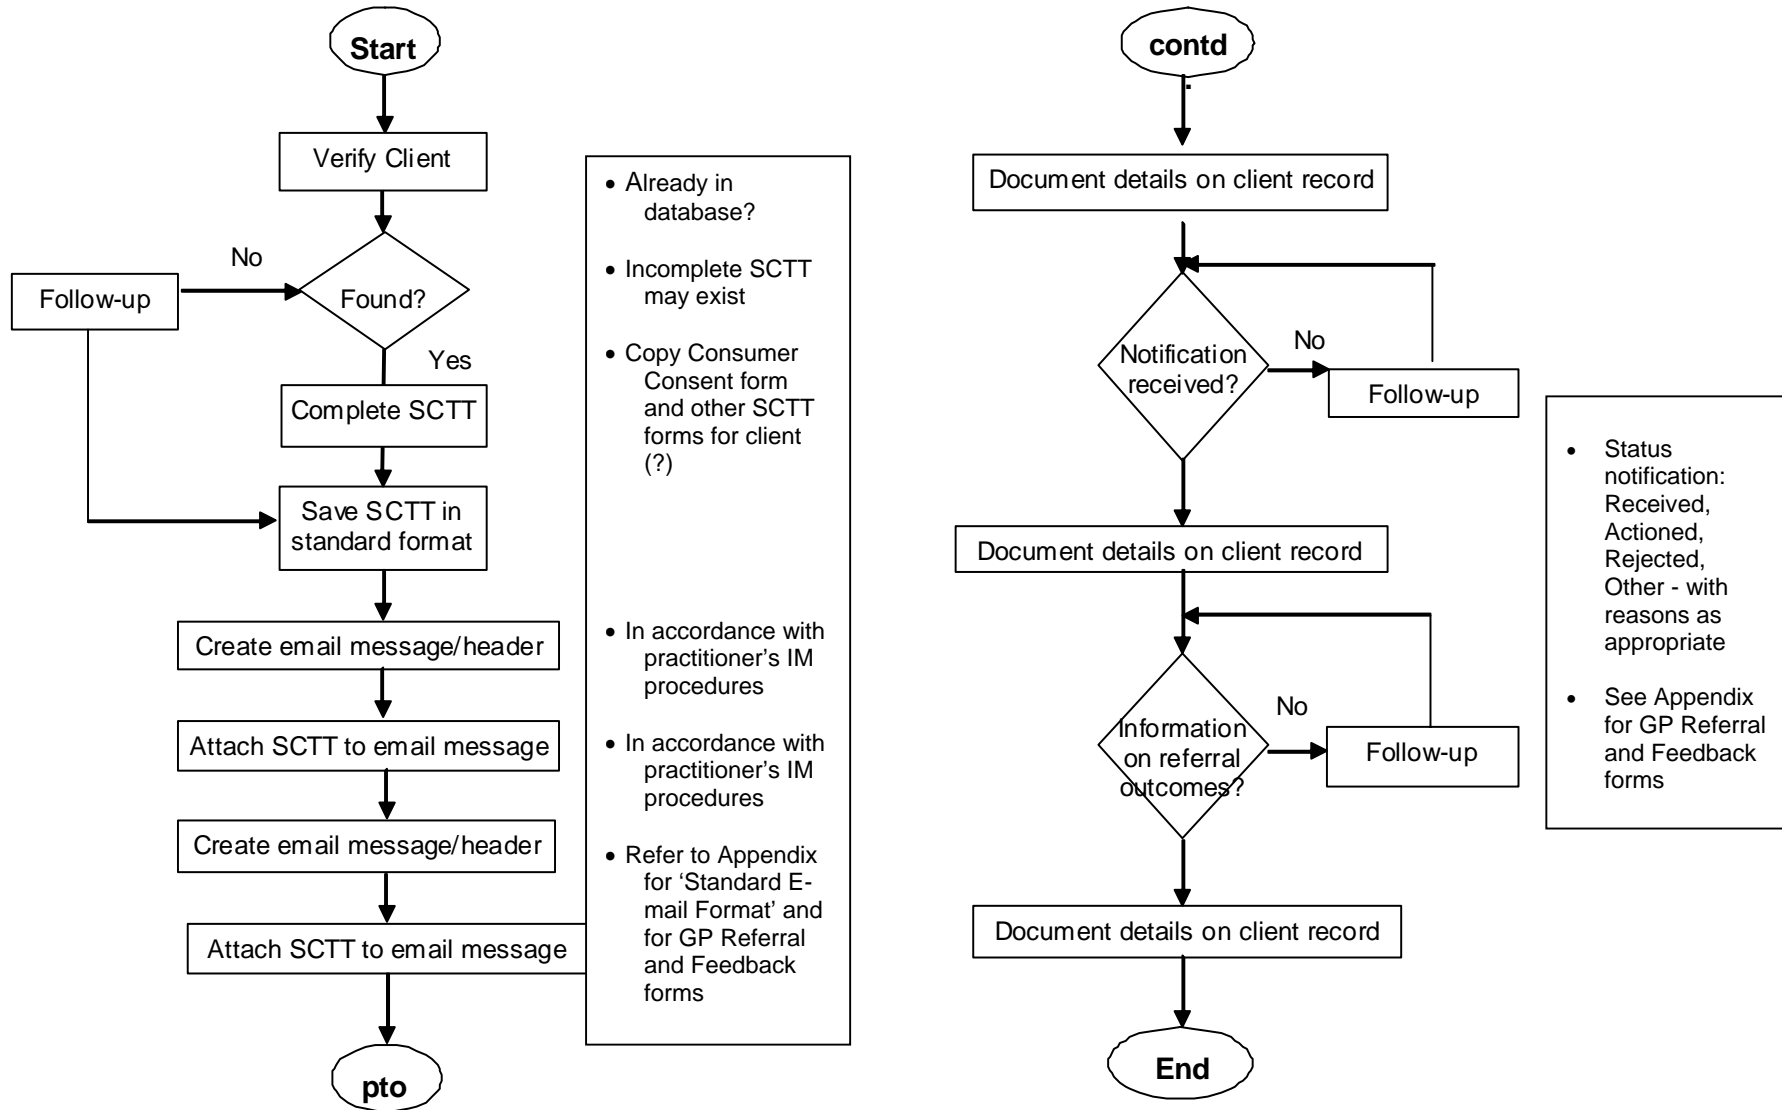 Start
Verify Client
No
Follow-up
Found?
Yes
Complete SCTT
Save SCTT in
standard format
Create email message/header
Attach SCTT to email message
Create email message/header
Attach SCTT to email message
pto
• Already in
database?
• Incomplete SCTT
may exist
• Copy Consumer
Consent form
and other SCTT
forms for client
(?)
• In accordance with
practitioner’s IM
procedures
• In accordance with
practitioner’s IM
procedures
• Refer to Appendix
for ‘Standard E-
mail Format’ and
for GP Referral
and Feedback
forms
contd
.
Document details on client record
Notification
received?
No
Follow-up
Document details on client record
Information
on referral
outcomes?
No
Follow-up
Document details on client record
End
• Status
notification:
Received,
Actioned,
Rejected,
Other - with
reasons as
appropriate
• See Appendix
for GP Referral
and Feedback
forms